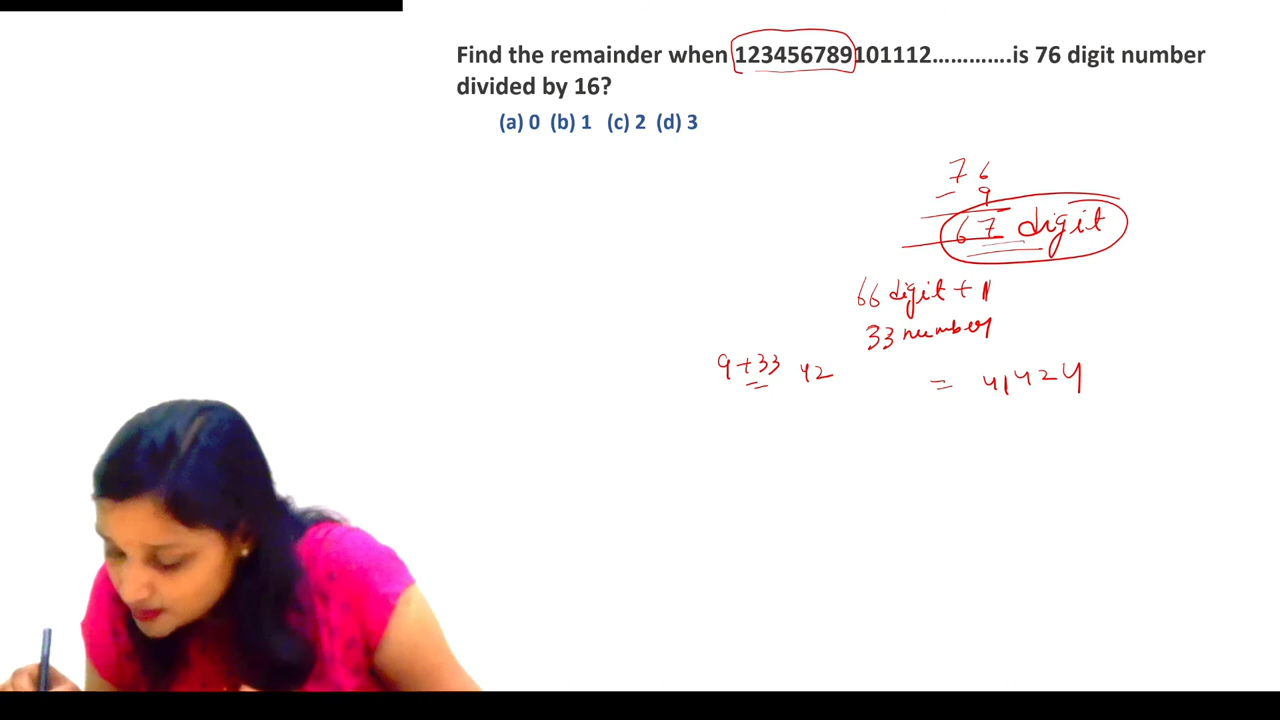 Find the remainder when 123456789101112………….is 76 digit number
divided by 16?
(a) 0 (b) 1 (c) 2 (d) 3
76
- 9
67 digit
66 digit + 1
33 number
9+33 42
= 41424